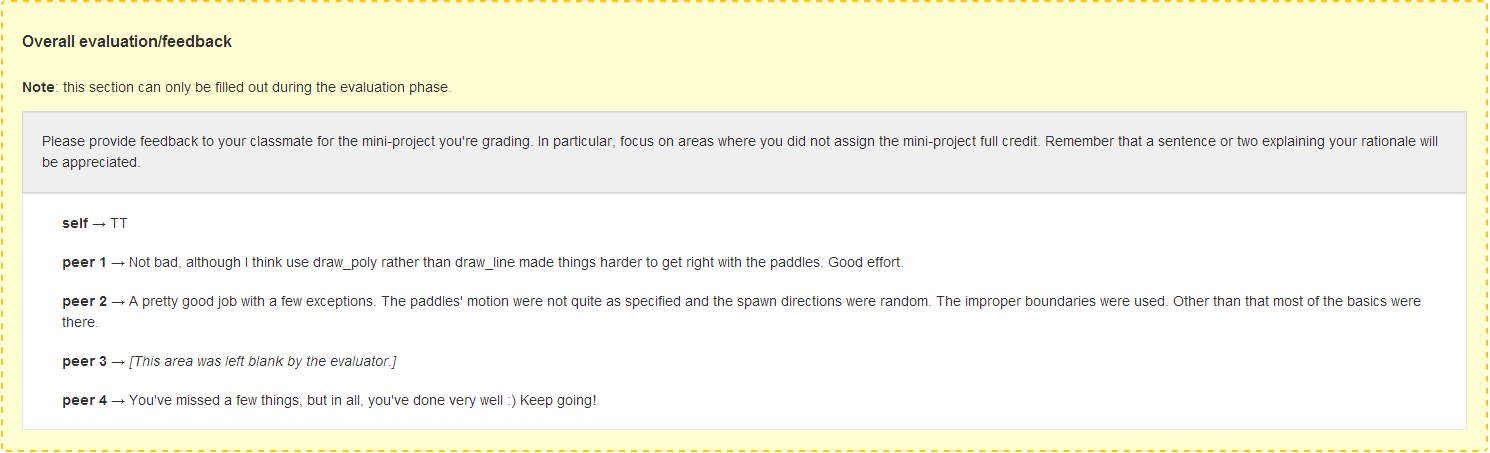 Overall evaluation/feedback
Note: this section can only be filled out during the evaluation phase.
Please provide feedback to your classmate for the mini-project you're grading. In particular, focus on areas where you did not assign the mini-project full credit. Remember that a sentence or two explaining your rationale will
be appreciated.
self → TT
peer 1 → Not bad, although I think use draw_poly rather than draw_line made things harder to get right with the paddles. Good effort.
peer 2 → A pretty good job with a few exceptions. The paddles' motion were not quite as specified and the spawn directions were random. The improper boundaries were used. Other than that most of the basics were
there.
peer 3 → [This area was left blank by the evaluator.]
peer 4 → You've missed a few things, but in all, you've done very well :) Keep going!